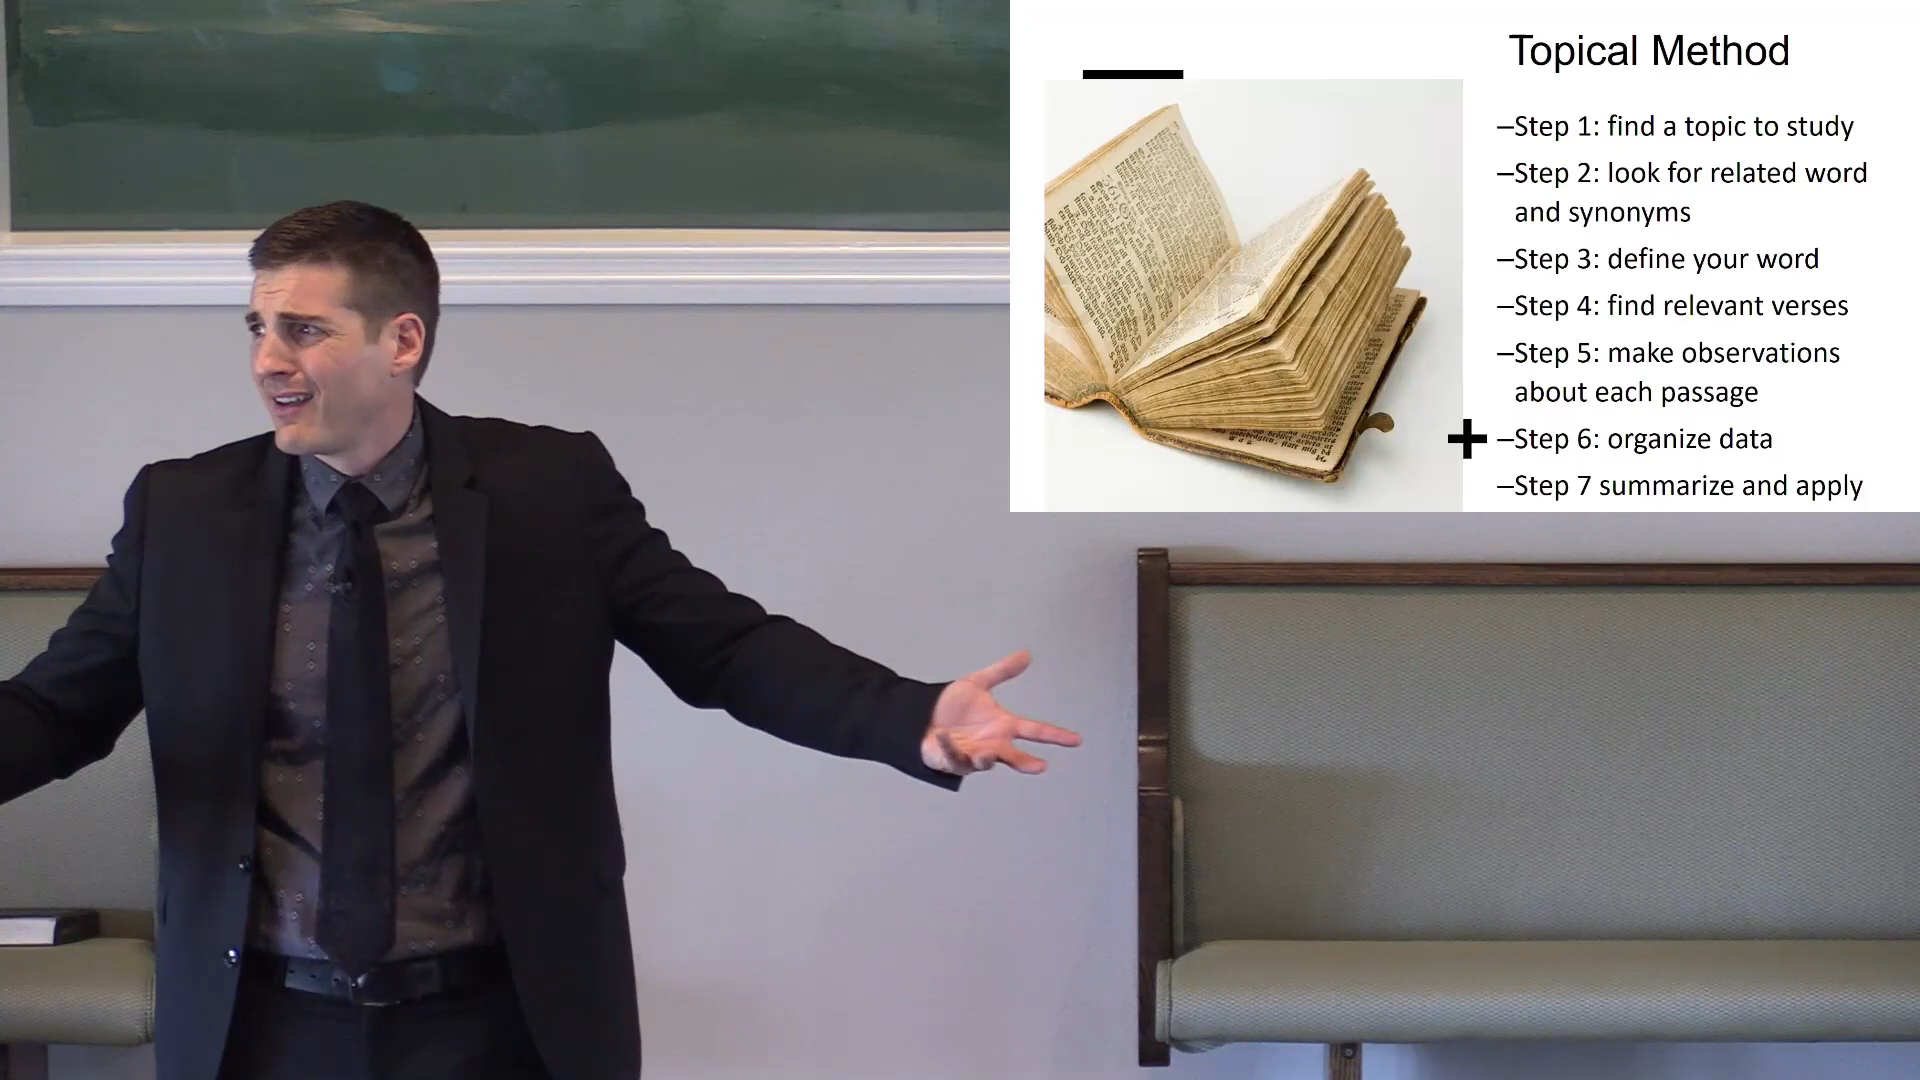 Topical Method
–Step 1: find a topic to study
–Step 2: look for related word
and synonyms
–Step 3: define your word
–Step 4: find relevant verses
–Step 5: make observations
about each passage
–Step 6: organize data
–Step 7 summarize and apply